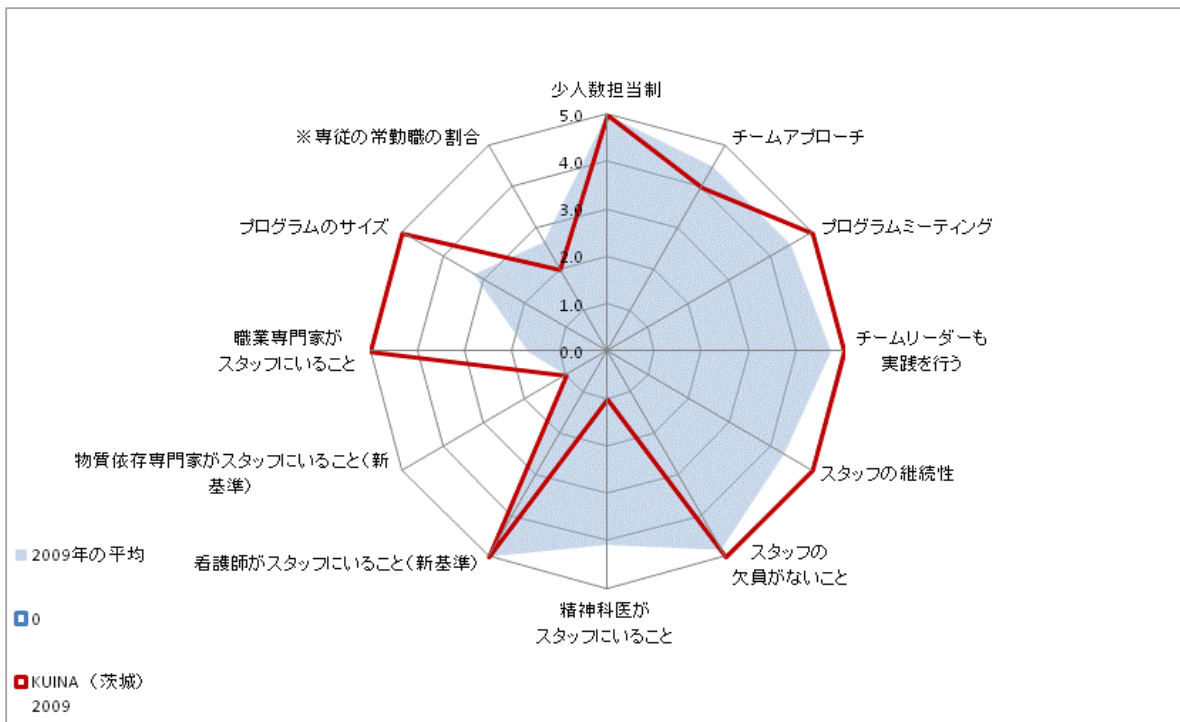 少人数担当制
※専従の常勤職の割合
チームアプローチ
プログラムのサイズ
プログラムミーティング
職業専門家が
スタッフにいること
チームリーダーも
実践を行う
物質依存専門家がスタッフにいること(新
基準)
スタッフの継続性
看護師がスタッフにいること(新基準)
スタッフの
欠員がないこと
精神科医が
スタッフにいること
5.0
4.0
3.0
2.0
1.0
0.0
2009年の平均
0
KUINA (茨城)
2009